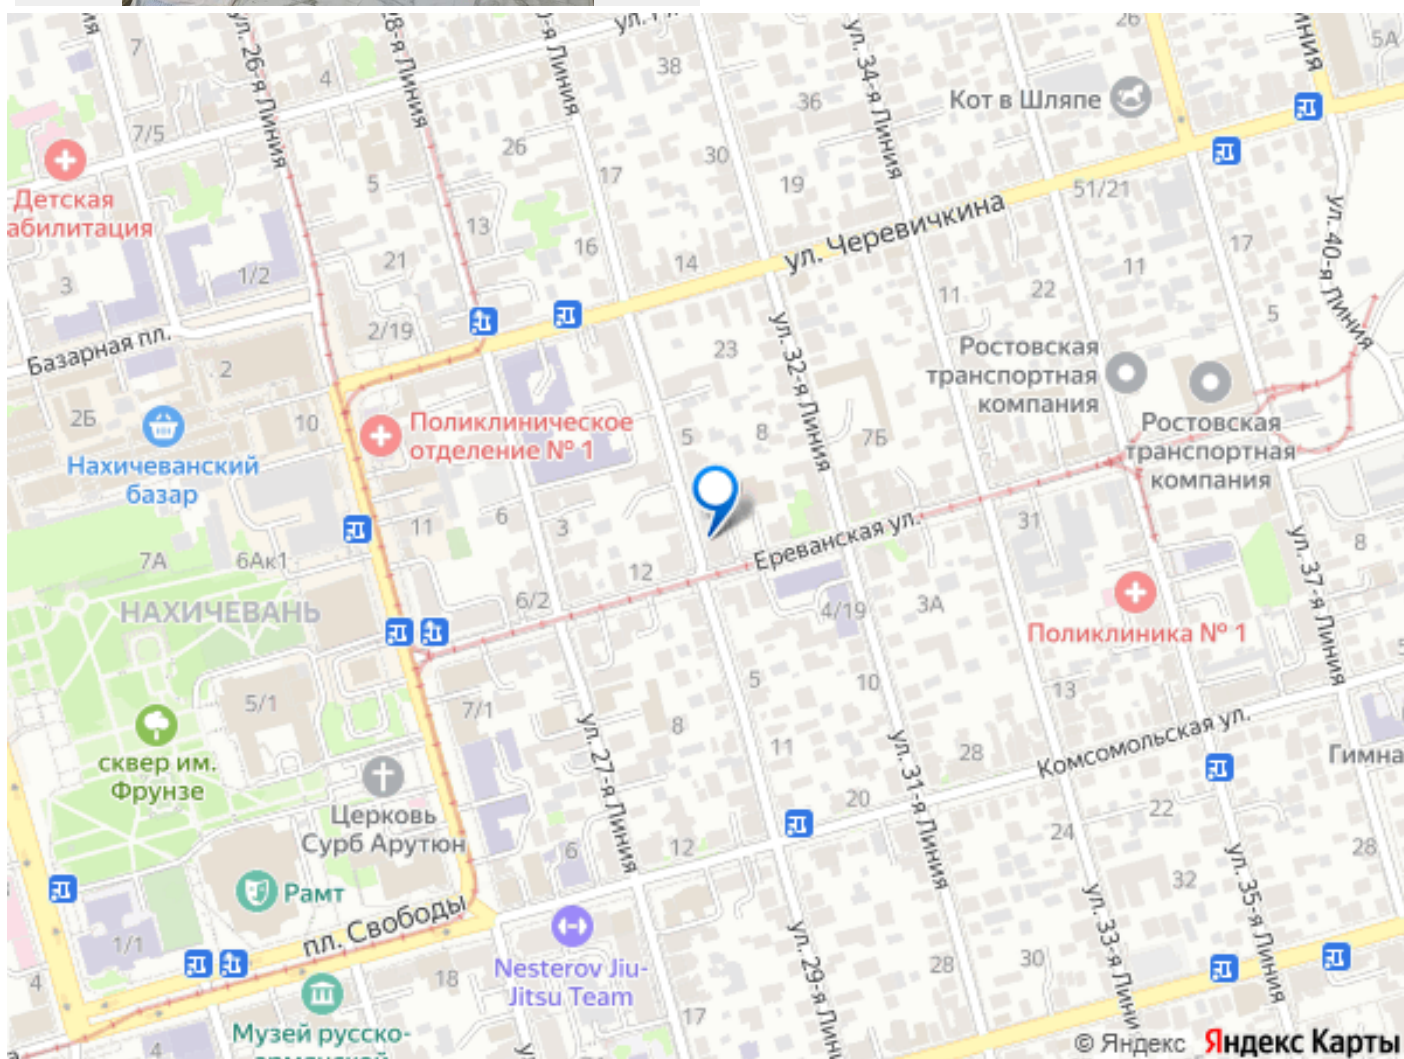 ул. 26-я Линия
28-я Линия
0-я Линия
ул. 34-я Линия
26
5А
7
4
38
36
Кот в Шляпе
7/5
26
30
Детская
абилитация
5
17
19
51/21
ул. 40-я Линия
13
16
ул. Черевичкина
17
3
1/2
21
14
11
22
11
5
Базарная пл.
2/19
23
ул. 32-я Линия
Ростовская
транспортная
компания
2
2Б
10
Поликлиническое
отделение № 1
5
8
7Б
Ростовская
транспортная
компания
Нахичеванский
базар
11
6
3
31
ул. 37-я Линия
8
7А
6Ак1
12
Ереванская ул.
НАХИЧЕВАНЬ
6/2
4/19
3А
Поликлиника № 1
5/1
7/1
5
10
13
сквер им.
Фрунзе
8
11
28
Комсомольская ул.
Гимна
ул. 27-я Линия
ул. 31-я Линия
Церковь
Сурб Арутюн
20
22
6
12
24
28
Рамт
32
ул. 35-я Линия
ул. 33-я Лини
пл. Свободы
1/1
Nesterov Jiu-
Jitsu Team
ул. 29-я Лин
28
30
4
18
17
Музей русско-
4
© Яндекс Яндекс Карты